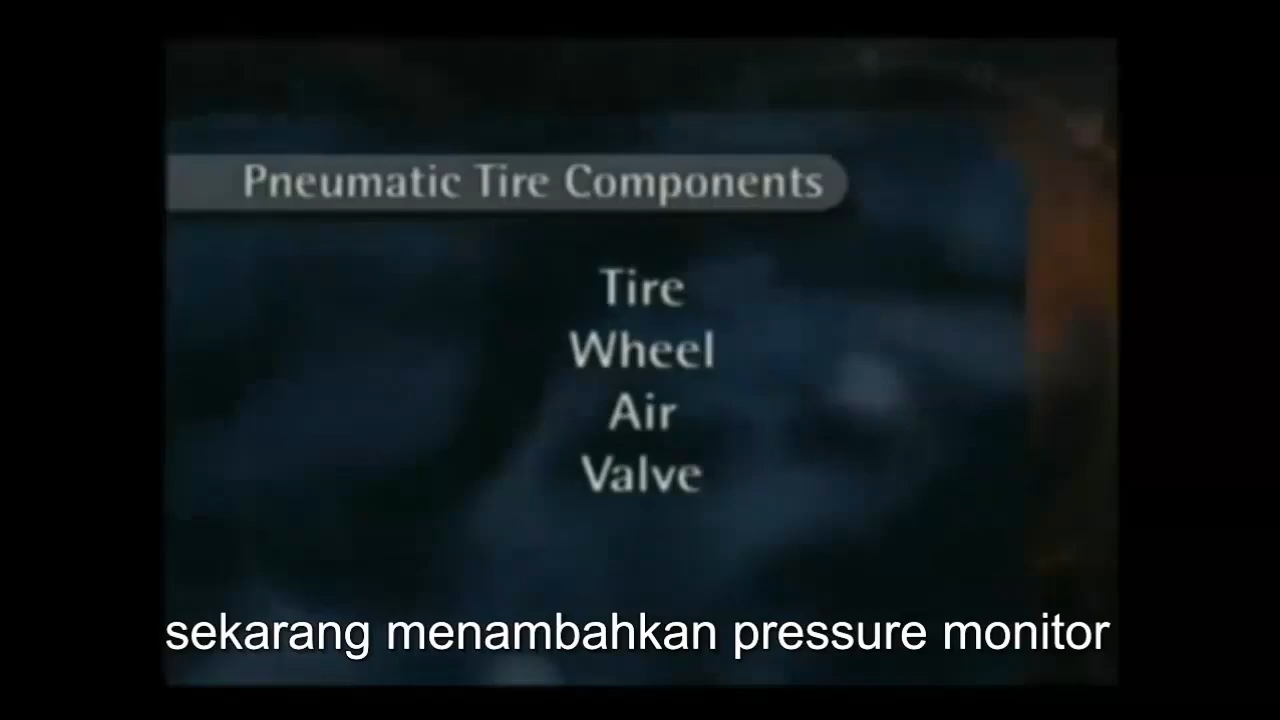 Pneumatic Tire Components
Tire
Wheel
Air
Valve
sekarang menambahkan pressure monitor